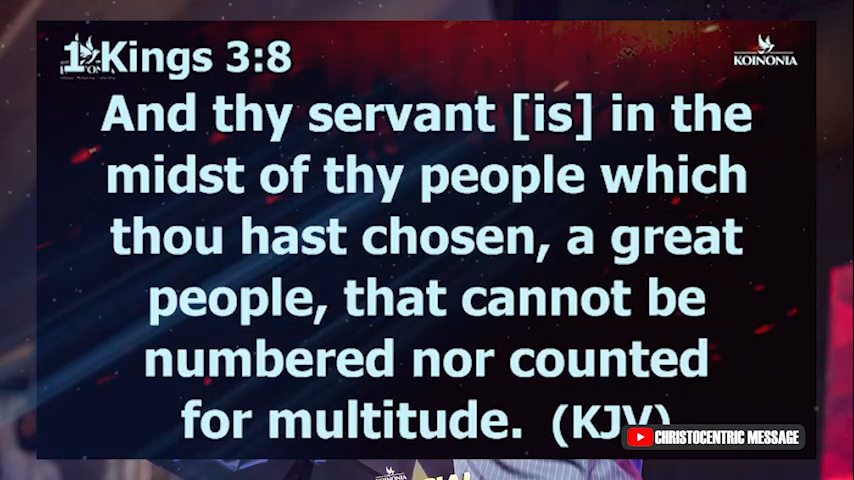 1 Kings 3:8
KOINONIA
And thy servant [is] in the
midst of thy people which
thou hast chosen, a great
people, that cannot be
numbered nor counted
for multitude. (KJV)
CHRISTOCENTRIC MESSAGE
KOINONIA